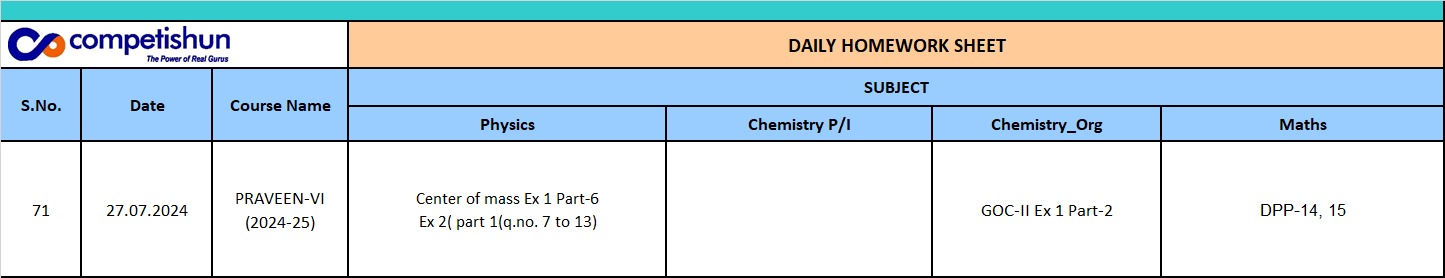 competishun
The Power of Real Gurus
DAILY HOMEWORK SHEET
S.No.
Date
Course Name
SUBJECT
Physics
Chemistry P/I
Chemistry_Org
Maths
71
27.07.2024
PRAVEEN-VI
(2024-25)
Center of mass Ex 1 Part-6
Ex 2( part 1(q.no. 7 to 13)
GOC-II Ex 1 Part-2
DPP-14, 15